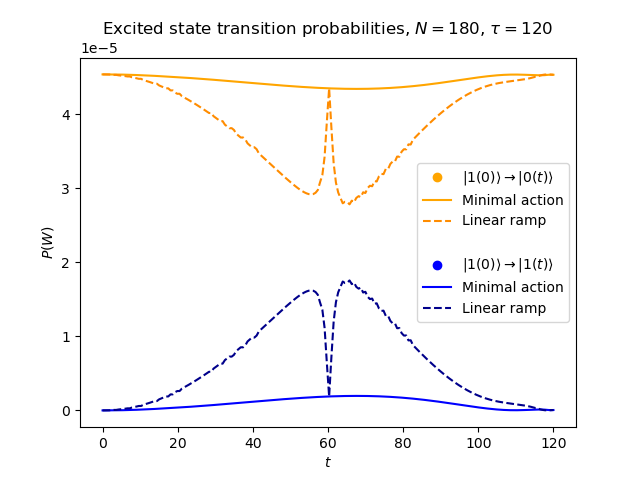 Excited state transition probabilities, N = 180, τ = 120
1e−5
4
3
2
1
0
P(W)
0 20 40 60 80 100 120
t
|1(0)⟩ → |0(t)⟩
Minimal action
Linear ramp
|1(0)⟩ → |1(t)⟩
Minimal action
Linear ramp